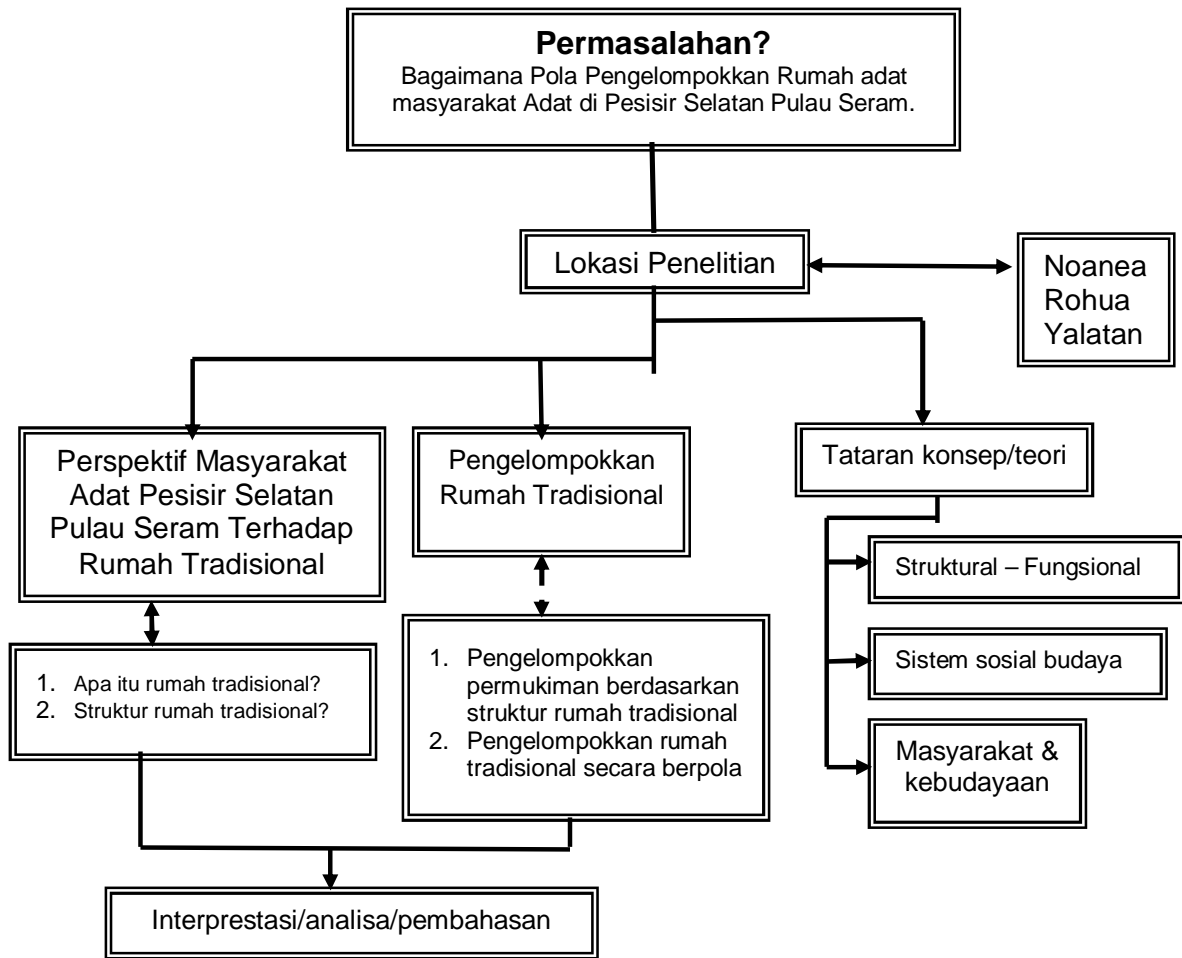 Permasalahan?
Bagaimana Pola Pengelompokkan Rumah adat
masyarakat Adat di Pesisir Selatan Pulau Seram.
Lokasi Penelitian
Noanea
Rohua
Yalatan
Perspektif Masyarakat
Adat Pesisir Selatan
Pulau Seram Terhadap
Rumah Tradisional
Pengelompokkan
Rumah Tradisional
Tataran konsep/teori
Struktural – Fungsional
Sistem sosial budaya
Masyarakat &
kebudayaan
1. Apa itu rumah tradisional?
2. Struktur rumah tradisional?
1. Pengelompokkan
permukiman berdasarkan
struktur rumah tradisional
2. Pengelompokkan rumah
tradisional secara berpola
Interprestasi/analisa/pembahasan